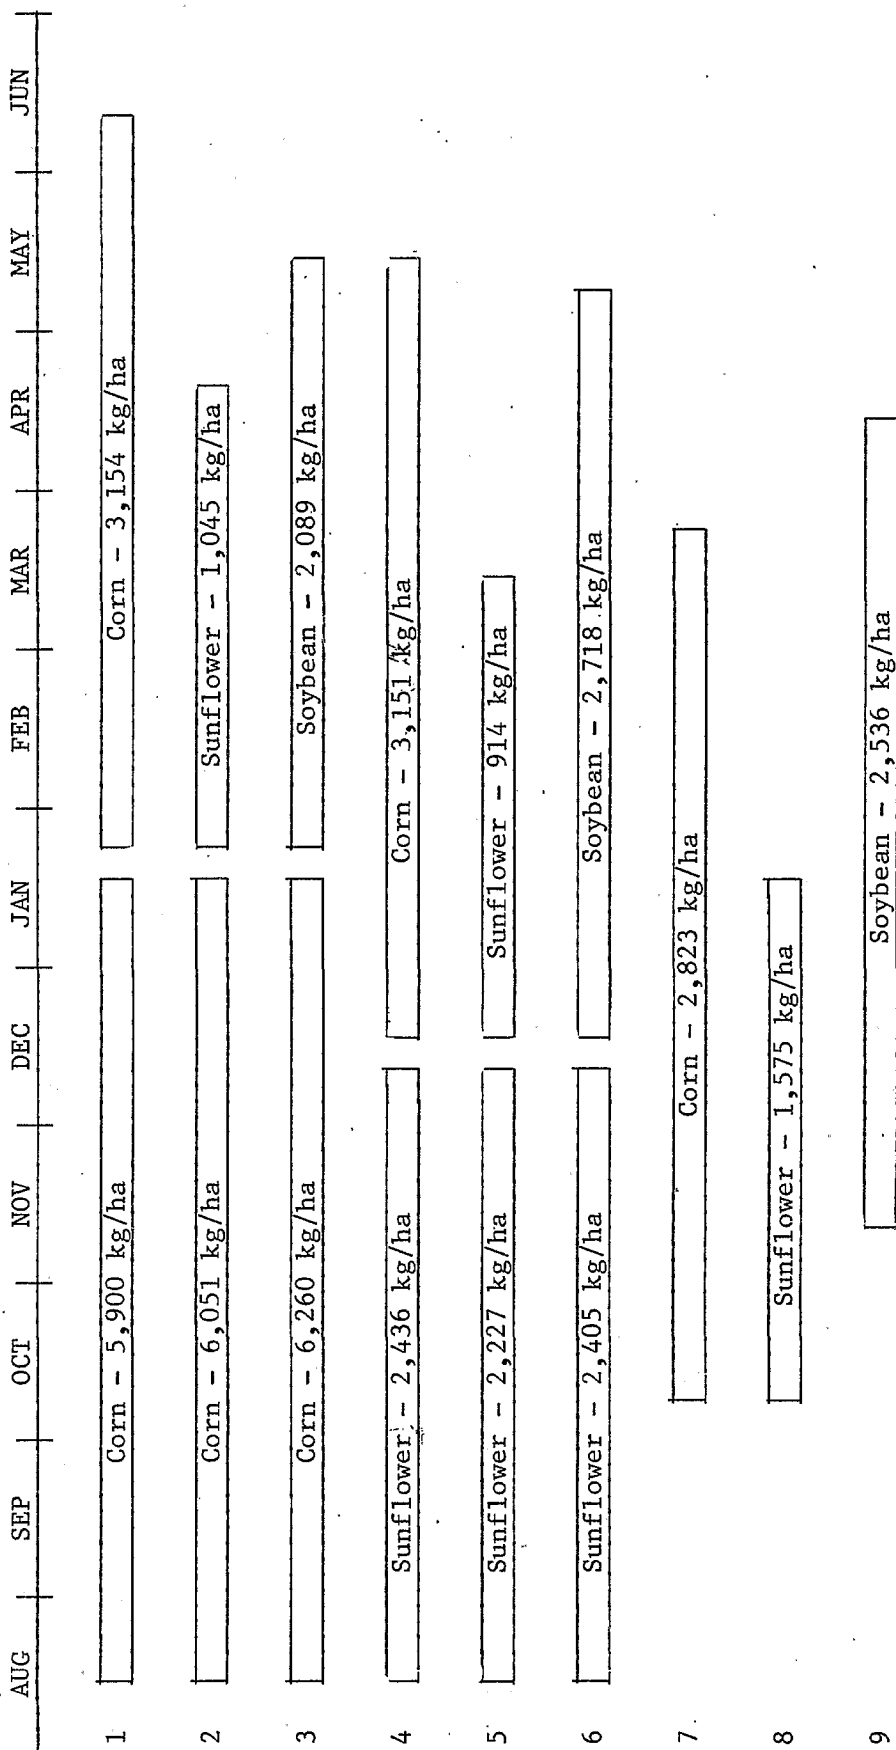 AUG SEP OCT NOV DEC JAN FEB MAR APR MAY JUN
1 Corn - 5,900 kg/ha Corn - 3,154 kg/ha
2 Corn - 6,051 kg/ha Sunflower - 1,045 kg/ha
3 Corn - 6,260 kg/ha Soybean - 2,089 kg/ha
4 Sunflower - 2,436 kg/ha Corn - 3,151 kg/ha
5 Sunflower - 2,227 kg/ha Sunflower - 914 kg/ha
6 Sunflower - 2,405 kg/ha Soybean - 2,718 kg/ha
7 Corn - 2,823 kg/ha
8 Sunflower - 1,575 kg/ha
9 Soybean - 2,536 kg/ha